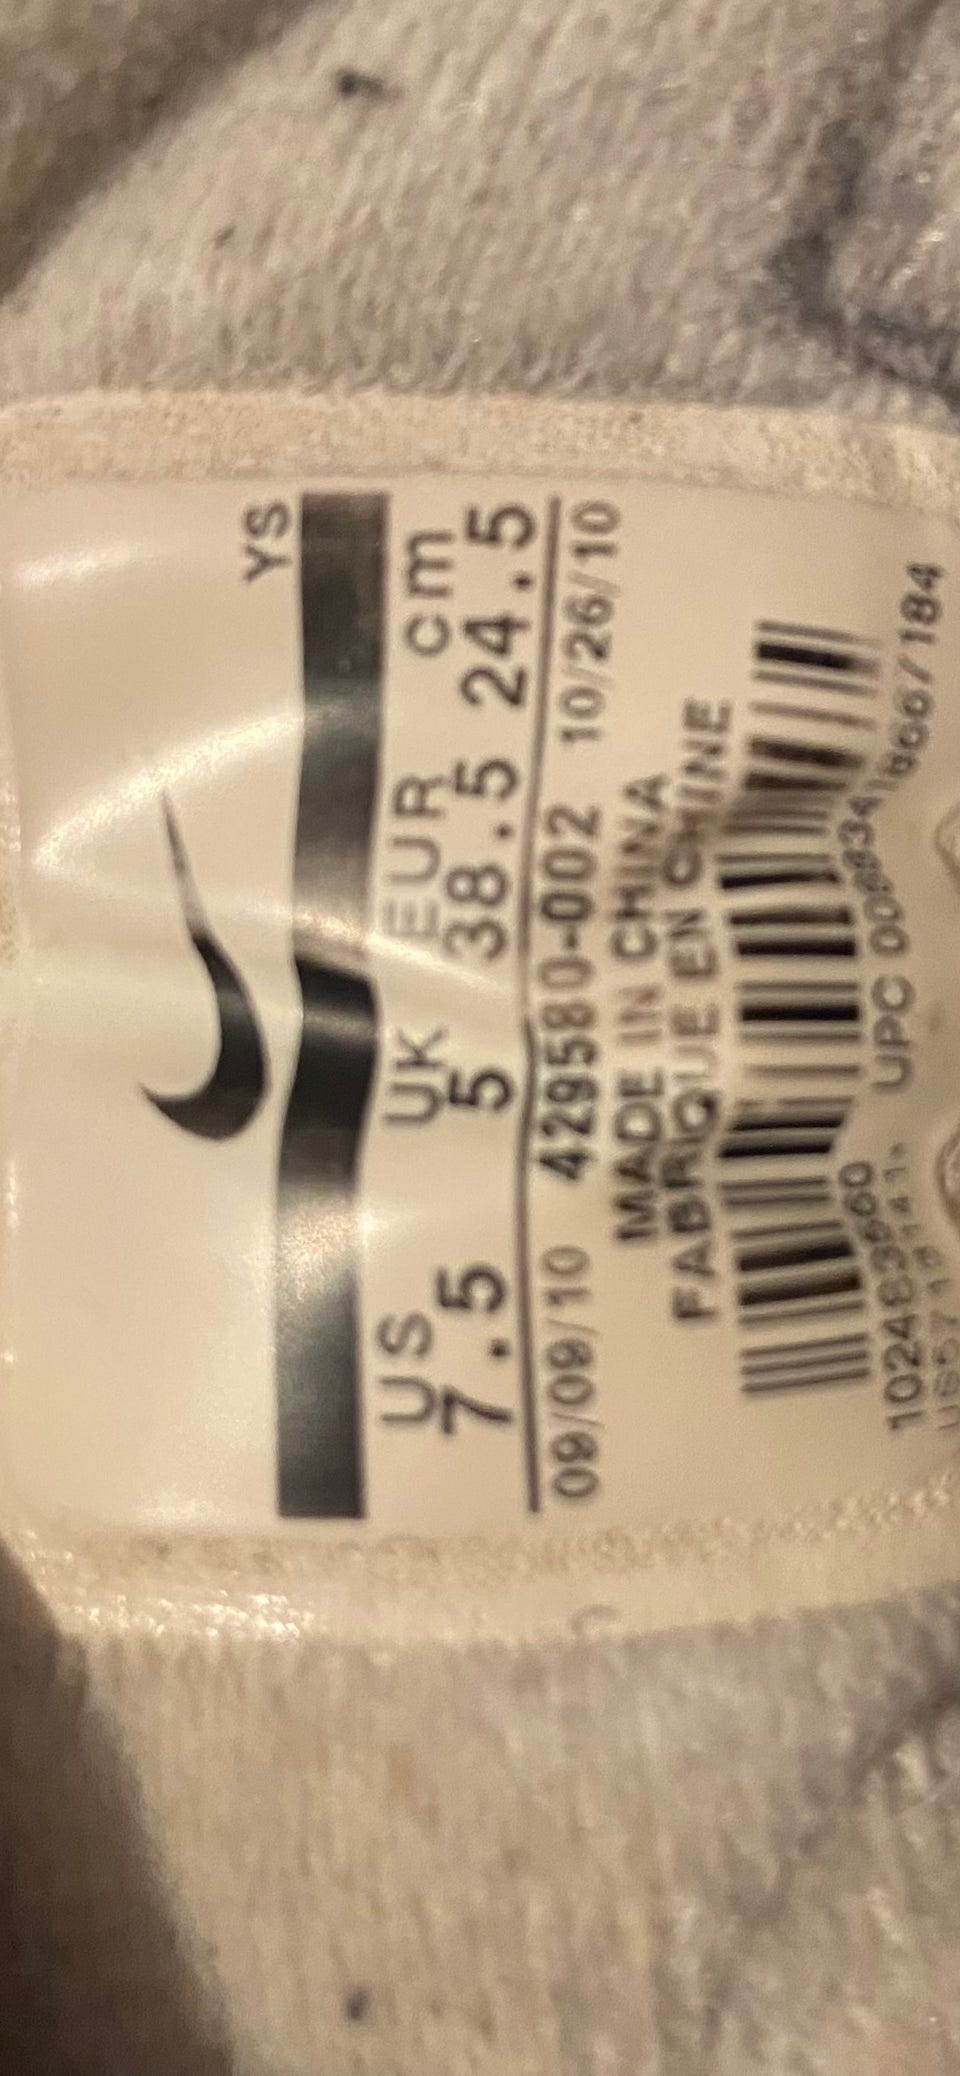 YS
US UK EUR cm
7.5 5 38.5 24.5
09/09/10 429580-002 10/26/10
MADE IN CHINA
FABRIQUE EN CHINE
UPC